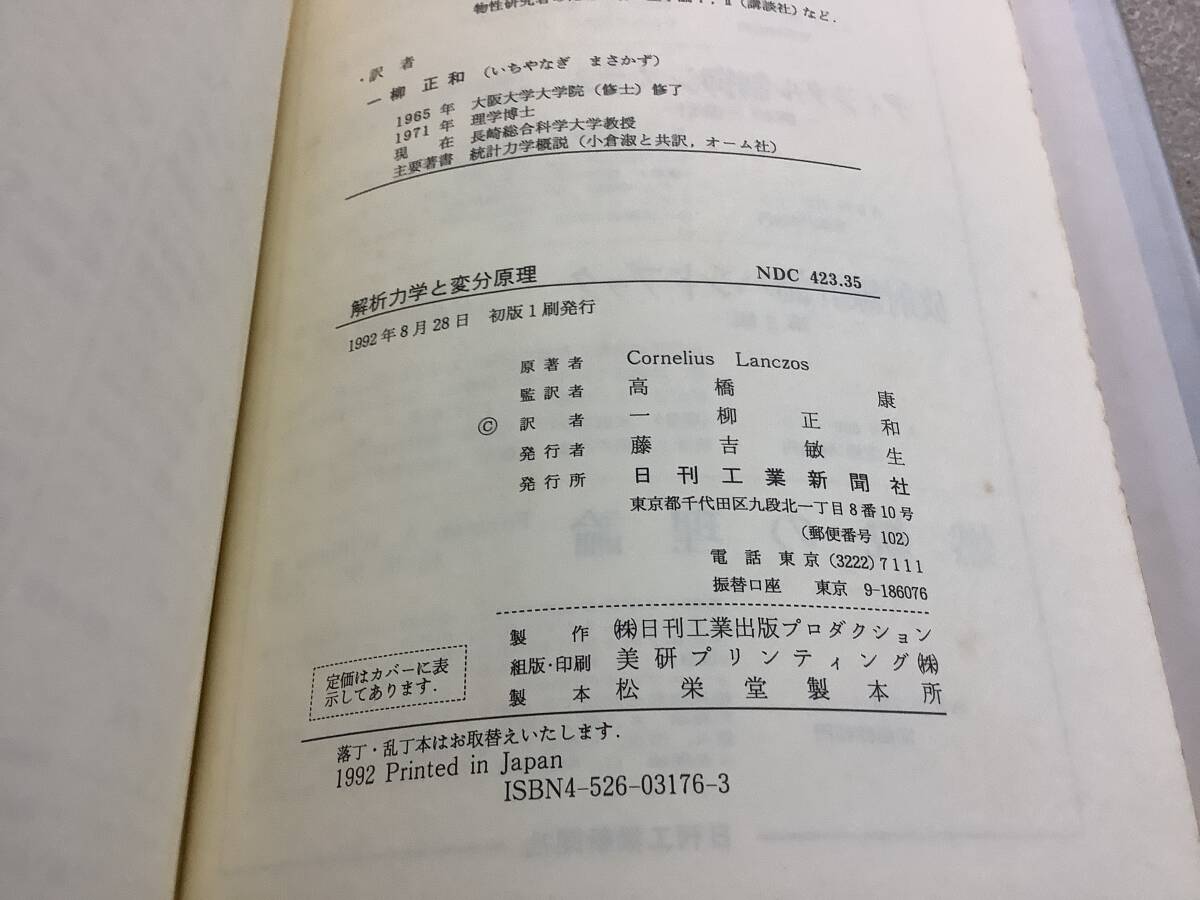 物性研究者
II（講談社）など．
・訳者
一柳正和（いちやなぎ まさかず）
1965年 大阪大学大学院（修士）修了
1971年 理学博士
現在 長崎総合科学大学教授
主要著書 統計力学概説（小倉淑と共訳，オーム社）
解析力学と変分原理 NDC 423.35
1992年8月28日 初版1刷発行
原著者 Cornelius Lanczos
監訳者 高橋康
© 訳者 一柳正和
発行者 藤吉敏生
発行所 日刊工業新聞社
東京都千代田区九段北一丁目8番10号
（郵便番号 102）
電話 東京 (3222)7111
振替口座 東京 9-186076
製作 ㈱日刊工業出版プロダクション
組版・印刷 美研プリンティング㈱
製本 松栄堂製本所
定価はカバーに表
示してあります．
落丁・乱丁本はお取替えいたします．
1992 Printed in Japan
ISBN4-526-03176-3